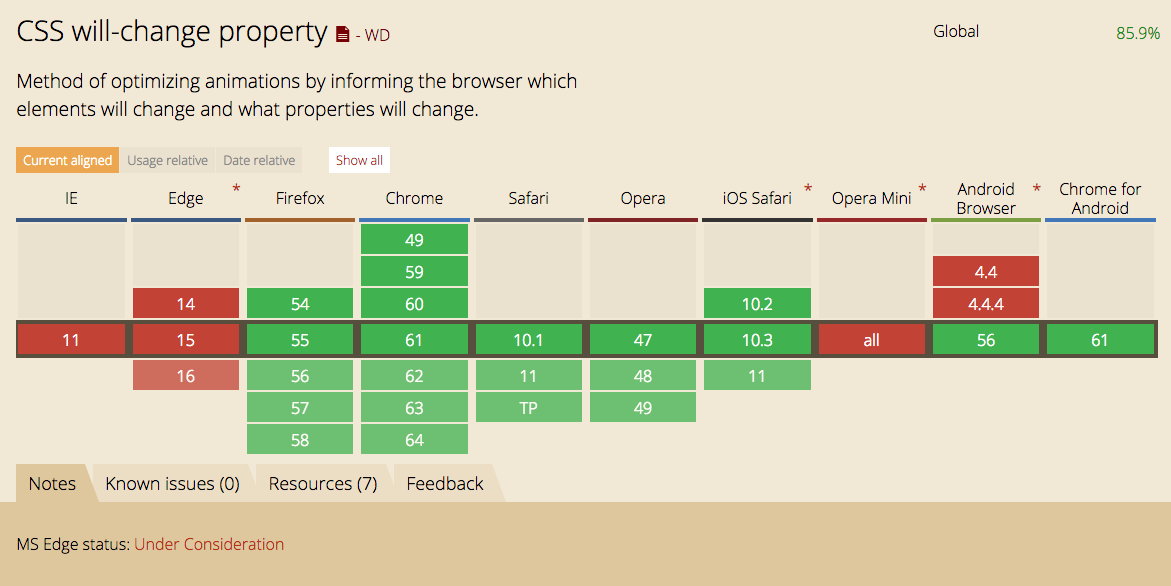 CSS will-change property - WD
Global 85.9%
Method of optimizing animations by informing the browser which
elements will change and what properties will change.
Current aligned Usage relative Date relative Show all
IE Edge * Firefox Chrome Safari Opera iOS Safari * Opera Mini * Android Browser * Chrome for Android
49
59 4.4
14 54 60 10.2 4.4.4
11 15 55 61 10.1 47 10.3 all 56 61
16 56 62 11 48 11
57 63 TP 49
58 64
Notes Known issues (0) Resources (7) Feedback
MS Edge status: Under Consideration